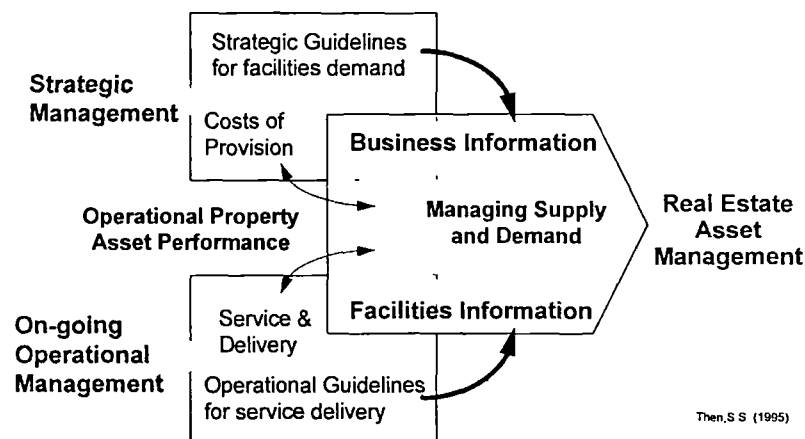 Strategic Guidelines
for facilities demand
Strategic
Management
Costs of
Provision
Business Information
Operational Property
Asset Performance
Managing Supply
and Demand
Real Estate
Asset
Management
Facilities Information
On-going
Operational
Management
Service &
Delivery
Operational Guidelines
for service delivery
Then,S S (1995)